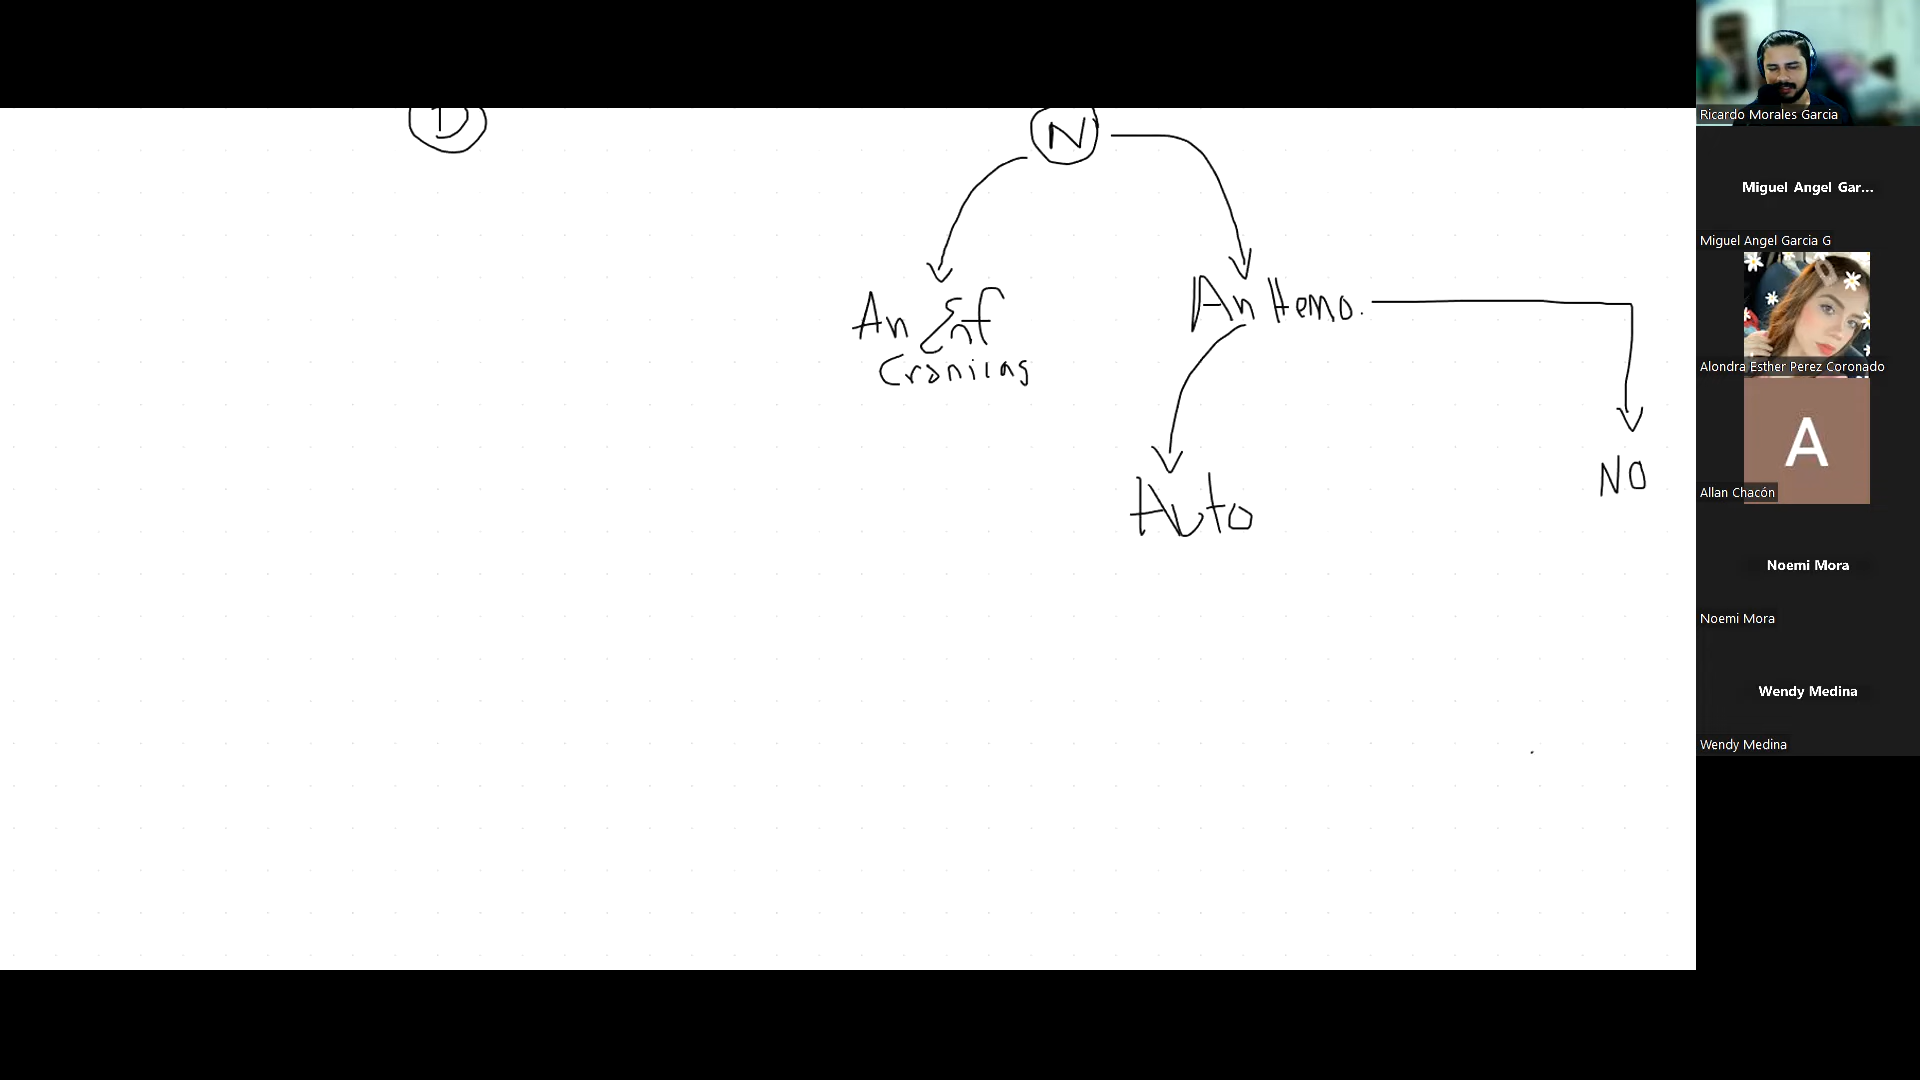 D
N
An Enf
Cronicas
An Hemo.
Auto
NO
Ricardo Morales Garcia
Miguel Angel Gar...
Miguel Angel Garcia G
Alondra Esther Perez Coronado
A
Allan Chacón
Noemi Mora
Noemi Mora
Wendy Medina
Wendy Medina